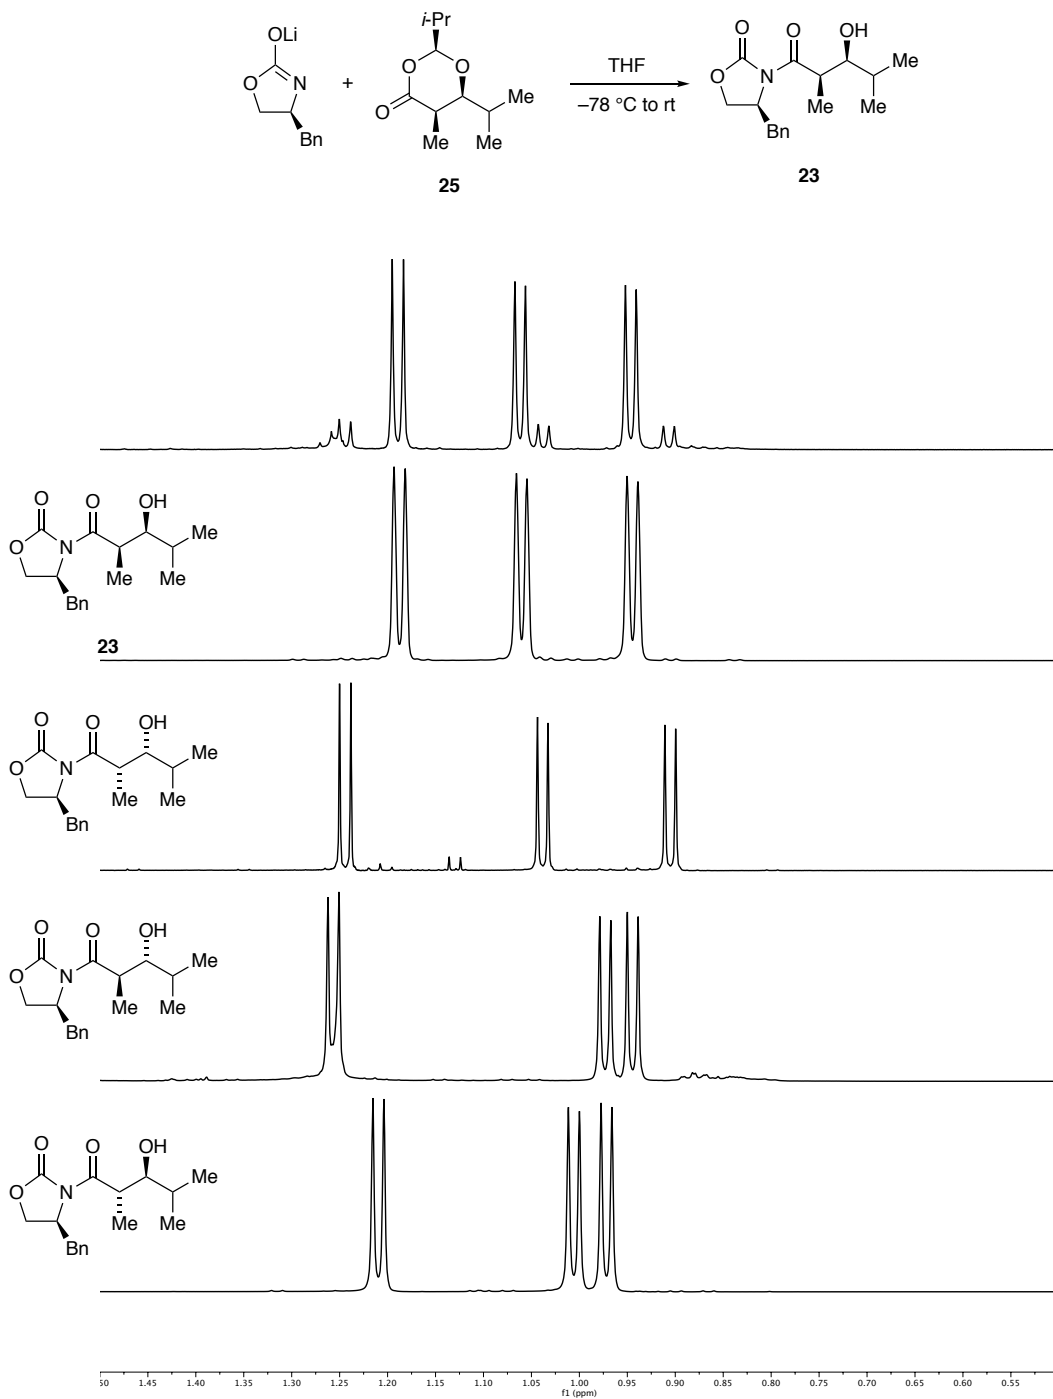 i-Pr
OLi
O
N
Bn
+
O
O
O
Me
Me
Me
25
THF
–78 °C to rt
O
O
OH
O
N
Me
Me
Me
Bn
23
O
O
OH
O
N
Me
Me
Me
Bn
23
O
O
OH
O
N
Me
Me
Me
Bn
O
O
OH
O
N
Me
Me
Me
Bn
O
O
OH
O
N
Me
Me
Me
Bn
50 1.45 1.40 1.35 1.30 1.25 1.20 1.15 1.10 1.05 1.00 0.95 0.90 0.85 0.80 0.75 0.70 0.65 0.60 0.55
f1 (ppm)